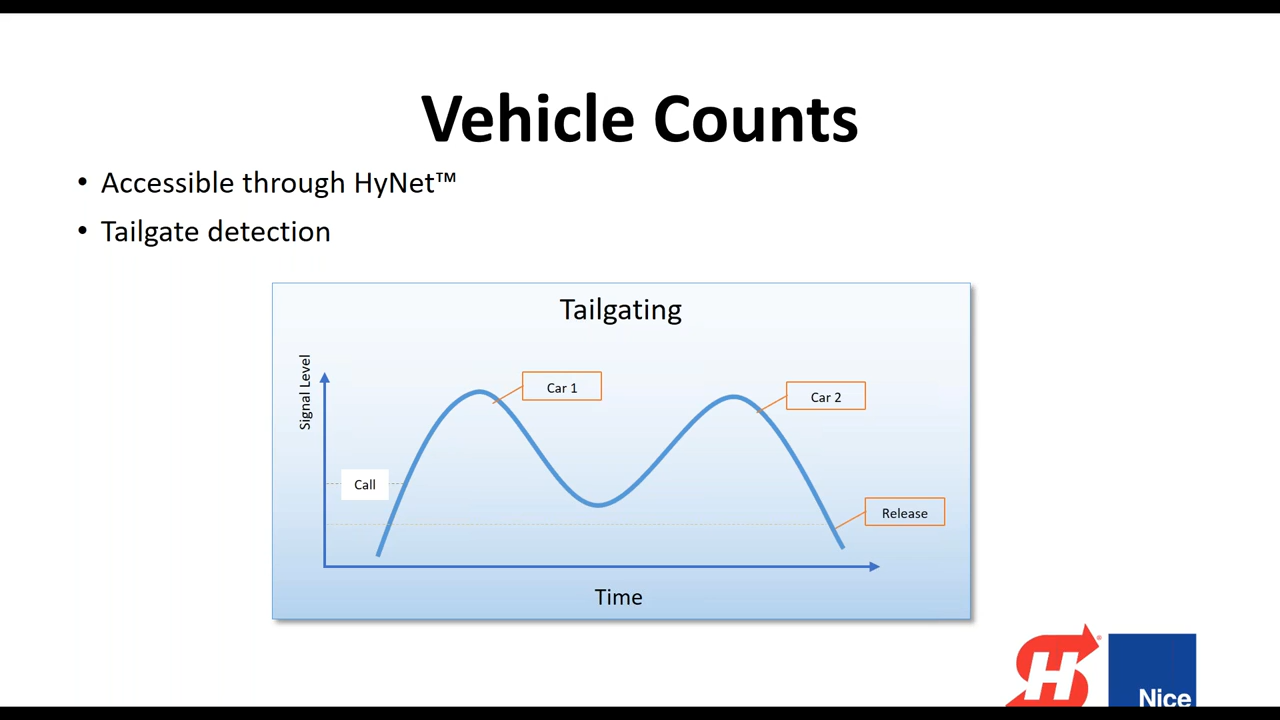 Vehicle Counts
• Accessible through HyNet™
• Tailgate detection
Tailgating
Signal Level
Car 1
Car 2
Call
Release
Time
H®
Nice